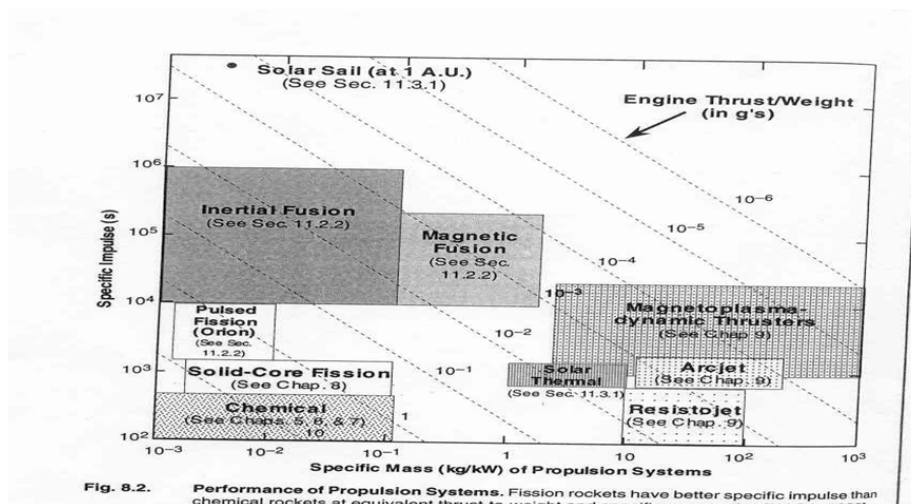 Solar Sail (at 1 A.U.)
(See Sec. 11.3.1)
Engine Thrust/Weight
(in g's)
10⁷
10⁶
10⁵
10⁴
10³
10²
Specific Impulse (s)
Inertial Fusion
(See Sec. 11.2.2)
Magnetic
Fusion
(See Sec.
11.2.2)
10⁻⁶
10⁻⁵
10⁻⁴
10⁻³
10⁻²
10⁻¹
1
10
Pulsed
Fission
(Orion)
(See Sec.
11.2.2)
Magnetoplasma-
dynamic Thrusters
(See Chap 9)
Solid-Core Fission
(See Chap. 8)
Solar
Thermal
(See Sec. 11.3.1)
Arcjet
(See Chap. 9)
Chemical
(See Chaps. 5, 6, & 7)
Resistojet
(See Chap. 9)
10⁻³ 10⁻² 10⁻¹ 1 10¹ 10² 10³
Specific Mass (kg/kW) of Propulsion Systems
Fig. 8.2. Performance of Propulsion Systems. Fission rockets have better specific impulse than
chemical rockets at equivalent thrust-to-weight and